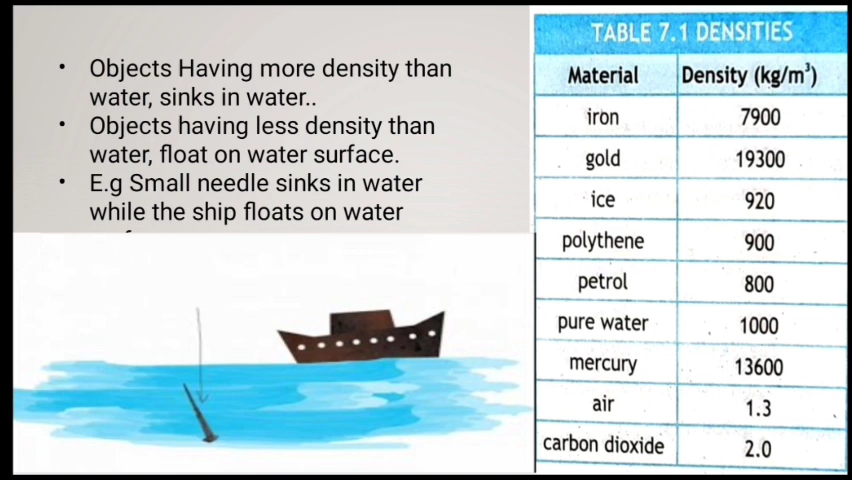 • Objects Having more density than
water, sinks in water..
• Objects having less density than
water, float on water surface.
• E.g Small needle sinks in water
while the ship floats on water
TABLE 7.1 DENSITIES
Material Density (kg/m³)
iron 7900
gold 19300
ice 920
polythene 900
petrol 800
pure water 1000
mercury 13600
air 1.3
carbon dioxide 2.0